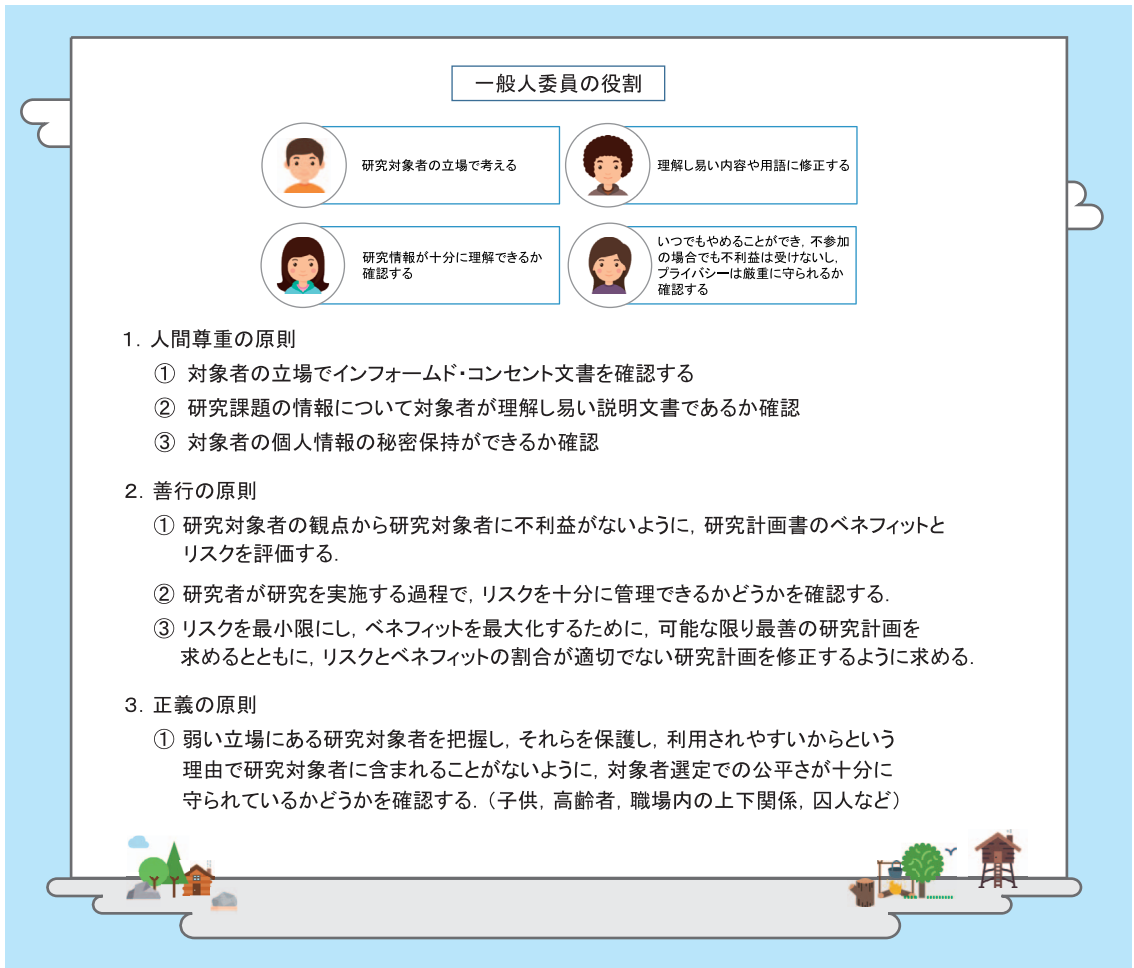 一般人委員の役割
研究対象者の立場で考える
理解し易い内容や用語に修正する
研究情報が十分に理解できるか
確認する
いつでもやめることができ, 不参加
の場合でも不利益は受けないし,
プライバシーは厳重に守られるか
確認する
1. 人間尊重の原則
① 対象者の立場でインフォームド・コンセント文書を確認する
② 研究課題の情報について対象者が理解し易い説明文書であるか確認
③ 対象者の個人情報の秘密保持ができるか確認
2. 善行の原則
① 研究対象者の観点から研究対象者に不利益がないように, 研究計画書のベネフィットと
リスクを評価する.
② 研究者が研究を実施する過程で, リスクを十分に管理できるかどうかを確認する.
③ リスクを最小限にし, ベネフィットを最大化するために, 可能な限り最善の研究計画を
求めるとともに, リスクとベネフィットの割合が適切でない研究計画を修正するように求める.
3. 正義の原則
① 弱い立場にある研究対象者を把握し, それらを保護し, 利用されやすいからという
理由で研究対象者に含まれることがないように, 対象者選定での公平さが十分に
守られているかどうかを確認する. (子供, 高齢者, 職場内の上下関係, 囚人など)